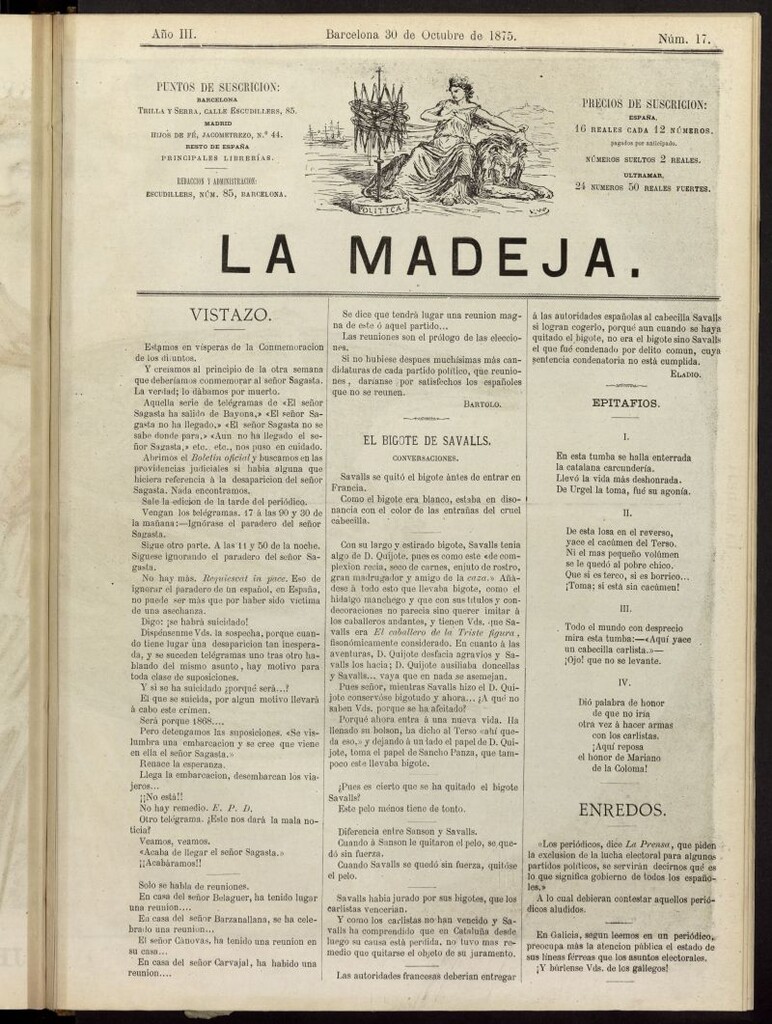 Año III.
Barcelona 30 de Octubre de 1875.
Núm. 17.
PUNTOS DE SUSCRICION:
BARCELONA
TRILLA Y SERRA, CALLE ESCUDILLERS, 85.
MADRID
HIJOS DE FÉ, JACOMETREZO, N.º 44.
RESTO DE ESPAÑA
PRINCIPALES LIBRERÍAS.
REDACCION Y ADMINISTRACION:
ESCUDILLERS, NÚM. 85, BARCELONA.
POLITICA.
PRECIOS DE SUSCRICION:
ESPAÑA.
16 REALES CADA 12 NÚMEROS.
pagados por anticipado.
NÚMEROS SUELTOS 2 REALES.
ULTRAMAR.
24 NUMEROS 50 REALES FUERTES.
LA MADEJA.
VISTAZO.
Estamos en vísperas de la Conmemoracion
de los difuntos.
Y creíamos al principio de la otra semana
que deberíamos conmemorar al señor Sagasta.
La verdad; lo dábamos por muerto.
Aquella serie de telégramas de «El señor
Sagasta ha salido de Bayona.» «El señor Sa-
gasta no ha llegado.» «El señor Sagasta no se
sabe donde para.» «Aun no ha llegado el se-
ñor Sagasta,» etc., etc., nos puso en cuidado.
Abrimos el Boletin oficial y buscamos en las
providencias judiciales si habia alguna que
hiciera referencia á la desaparicion del señor
Sagasta. Nada encontramos.
Sale la edicion de la tarde del periódico.
Vengan los telégramas. 17 á las 90 y 30 de
la mañana:—Ignórase el paradero del señor
Sagasta.
Sigue otro parte. A las 11 y 50 de la noche.
Síguese ignorando el paradero del señor Sa-
gasta.
No hay más. Requiescat in pace. Eso de
ignorar el paradero de un español, en España,
no puede ser más que por haber sido víctima
de una asechanza.
Digo: ¡se habrá suicidado!
Dispénsenme Vds. la sospecha, porque cuan-
do tiene lugar una desaparicion tan inespera-
da, y se suceden telégramas uno tras otro ha-
blando del mismo asunto, hay motivo para
toda clase de suposiciones.
Y si se ha suicidado ¿porqué será...?
El que se suicida, por algun motivo llevará
á cabo este crímen.
Será porque 1868....
Pero detengamos las suposiciones. «Se vis-
lumbra una embarcacion y se cree que viene
en ella el señor Sagasta.»
Renace la esperanza.
Llega la embarcacion, desembarcan los via-
jeros...
¡¡No está!!
No hay remedio. E. P. D.
Otro telégrama. ¿Este nos dará la mala no-
ticia?
Veamos, veamos.
«Acaba de llegar el señor Sagasta.»
¡¡Acabáramos!!
Solo se habla de reuniones.
En casa del señor Belaguer, ha tenido lugar
una reunion....
En casa del señor Barzanallana, se ha cele-
brado una reunion...
El señor Cánovas, ha tenido una reunion en
su casa...
En casa del señor Carvajal, ha habido una
reunion....
Se dice que tendrá lugar una reunion mag-
na de este ó aquel partido...
Las reuniones son el prólogo de las eleccio-
nes.
Si no hubiese despues muchísimas más can-
didaturas de cada partido político, que reunio-
nes, daríanse por satisfechos los españoles
que no se reunen.
BARTOLO.
EL BIGOTE DE SAVALLS.
CONVERSACIONES.
Savalls se quitó el bigote ántes de entrar en
Francia.
Como el bigote era blanco, estaba en diso-
nancia con el color de las entrañas del cruel
cabecilla.
Con su largo y estirado bigote, Savalls tenia
algo de D. Quijote, pues es como este «de com-
plexion recia, seco de carnes, enjuto de rostro,
gran madrugador y amigo de la caza.» Añá-
dese á todo esto que llevaba bigote, como el
hidalgo manchego y que con sus títulos y con-
decoraciones no parecia sino querer imitar á
los caballeros andantes, y tienen Vds. que Sa-
valls era El caballero de la Triste figura,
fisonómicamente considerado. En cuanto á las
aventuras, D. Quijote desfacia agravios y Sa-
valls los hacia; D. Quijote ausiliaba doncellas
y Savalls... vaya que en nada se asemejan.
Pues señor, miéntras Savalls hizo el D. Qui-
jote conservóse bigotudo y ahora... ¿A qué no
saben Vds. porque se ha afeitado?
Porqué ahora entra á una nueva vida. Ha
llenado su bolson, ha dicho al Terso «ahí que-
da eso,» y dejando á un lado el papel de D. Qui-
jote, toma el papel de Sancho Panza, que tam-
poco este llevaba bigote.
¿Pues es cierto que se ha quitado el bigote
Savalls?
Este pelo ménos tiene de tonto.
Diferencia entre Sanson y Savalls.
Cuando á Sanson le quitaron el pelo, se que-
dó sin fuerza.
Cuando Savalls se quedó sin fuerza, quitóse
el pelo.
Savalls habia jurado por sus bigotes, que los
carlistas vencerian.
Y como los carlistas no han vencido y Sa-
valls ha comprendido que en Cataluña desde
luego su causa está perdida, no tuvo mas re-
medio que quitarse el objeto de su juramento.
Las autoridades francesas deberian entregar
á las autoridades españolas al cabecilla Savalls
si logran cogerlo, porqué aun cuando se haya
quitado el bigote, no era el bigote sino Savalls
el que fué condenado por delito comun, cuya
sentencia condenatoria no está cumplida.
ELADIO.
EPITAFIOS.
I.
En esta tumba se halla enterrada
la catalana carcundería.
Llevó la vida más deshonrada.
De Urgel la toma, fué su agonía.
II.
De esta losa en el reverso,
yace el cacúmen del Terso.
Ni el mas pequeño volúmen
se le quedó al pobre chico.
Que si es terco, si es borrico...
¡Toma; si está sin cacúmen!
III.
Todo el mundo con desprecio
mira esta tumba:—«Aquí yace
un cabecilla carlista.»—
¡Ojo! que no se levante.
IV.
Dió palabra de honor
de que no iría
otra vez á hacer armas
con los carlistas.
¡Aquí reposa
el honor de Mariano
de la Coloma!
ENREDOS.
«Los periódicos, dice La Prensa, que piden
la exclusion de la lucha electoral para algunos
partidos políticos, se servirán decirnos qué es
lo que significa gobierno de todos los españo-
les.»
A lo cual deberian contestar aquellos perió-
dicos aludidos.
En Galicia, segun leemos en un periódico,
preocupa más la atencion pública el estado de
sus líneas férreas que los asuntos electorales.
¡Y búrlense Vds. de los gallegos!